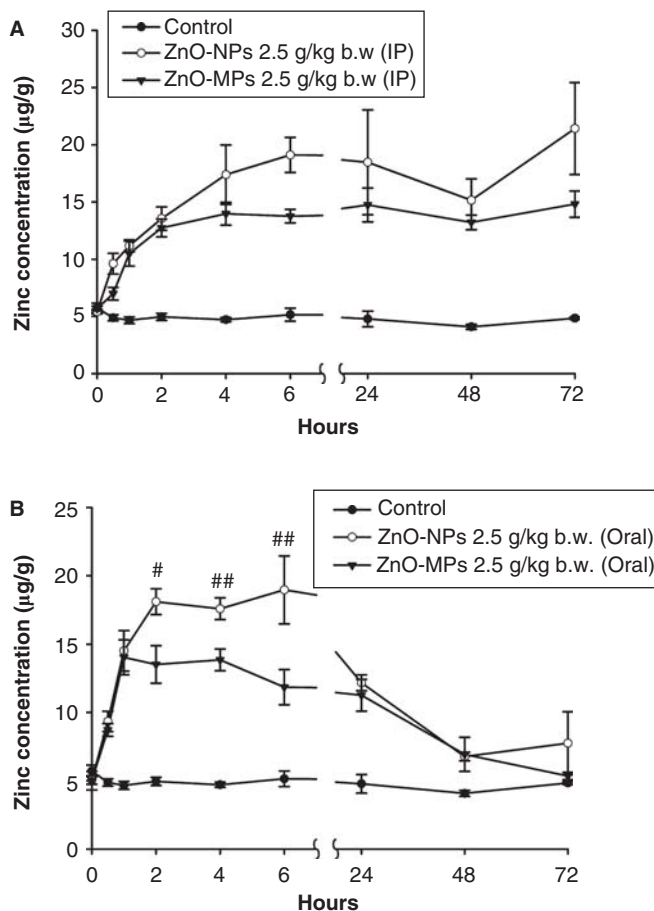 A
Control
ZnO-NPs 2.5 g/kg b.w (IP)
ZnO-MPs 2.5 g/kg b.w (IP)
Zinc concentration (µg/g)
30
25
20
15
10
5
0
0 2 4 6 24 48 72
Hours
B
Control
ZnO-NPs 2.5 g/kg b.w. (Oral)
ZnO-MPs 2.5 g/kg b.w. (Oral)
# ## ##
Zinc concentration (µg/g)
25
20
15
10
5
0
0 2 4 6 24 48 72
Hours